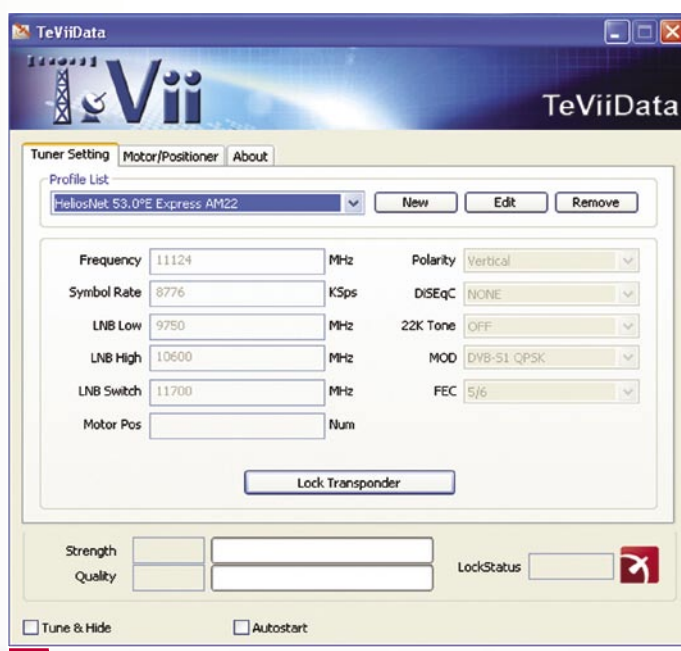 TeViiData
TeVii
TeViiData
Tuner Setting Motor/Positioner About
Profile List
HeliosNet 53.0°E Express AM22 New Edit Remove
Frequency 11124 MHz Polarity Vertical
Symbol Rate 8776 KSps DiSEqC NONE
LNB Low 9750 MHz 22K Tone OFF
LNB High 10600 MHz MOD DVB-S1 QPSK
LNB Switch 11700 MHz FEC 5/6
Motor Pos Num
Lock Transponder
Strength
Quality LockStatus
Tune & Hide Autostart